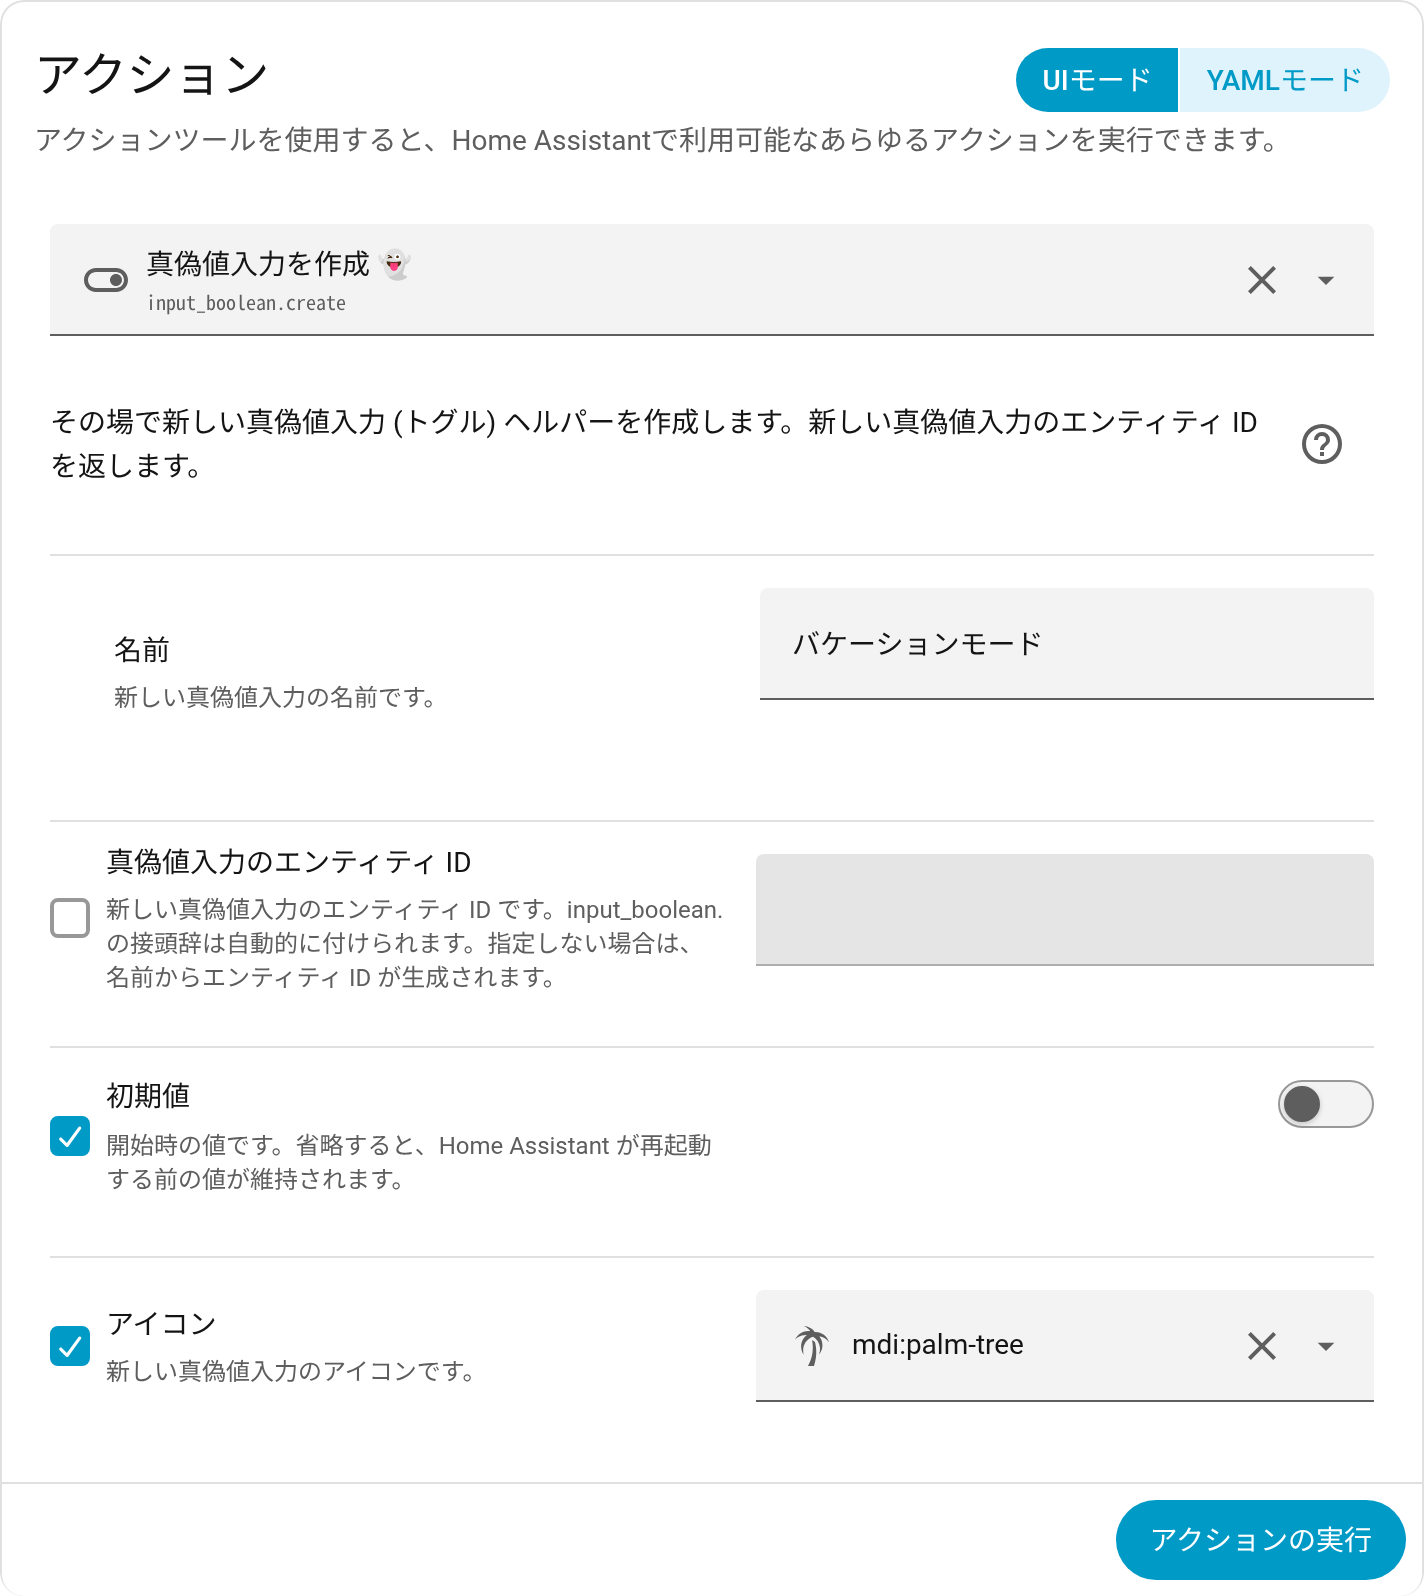 アクション
UIモード
YAMLモード
アクションツールを使用すると、Home Assistantで利用可能なあらゆるアクションを実行できます。
真偽値入力を作成 👻
input_boolean.create
その場で新しい真偽値入力 (トグル) ヘルパーを作成します。新しい真偽値入力のエンティティ ID
を返します。
名前
新しい真偽値入力の名前です。
バケーションモード
真偽値入力のエンティティ ID
新しい真偽値入力のエンティティ ID です。input_boolean.
の接頭辞は自動的に付けられます。指定しない場合は、
名前からエンティティ ID が生成されます。
初期値
開始時の値です。省略すると、Home Assistant が再起動
する前の値が維持されます。
アイコン
新しい真偽値入力のアイコンです。
mdi:palm-tree
アクションの実行